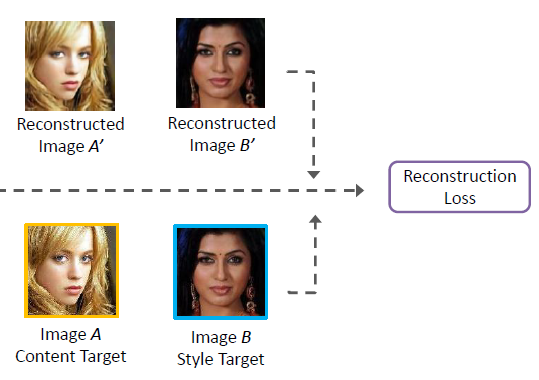 Reconstructed
Image A’
Reconstructed
Image B’
Reconstruction
Loss
Image A
Content Target
Image B
Style Target